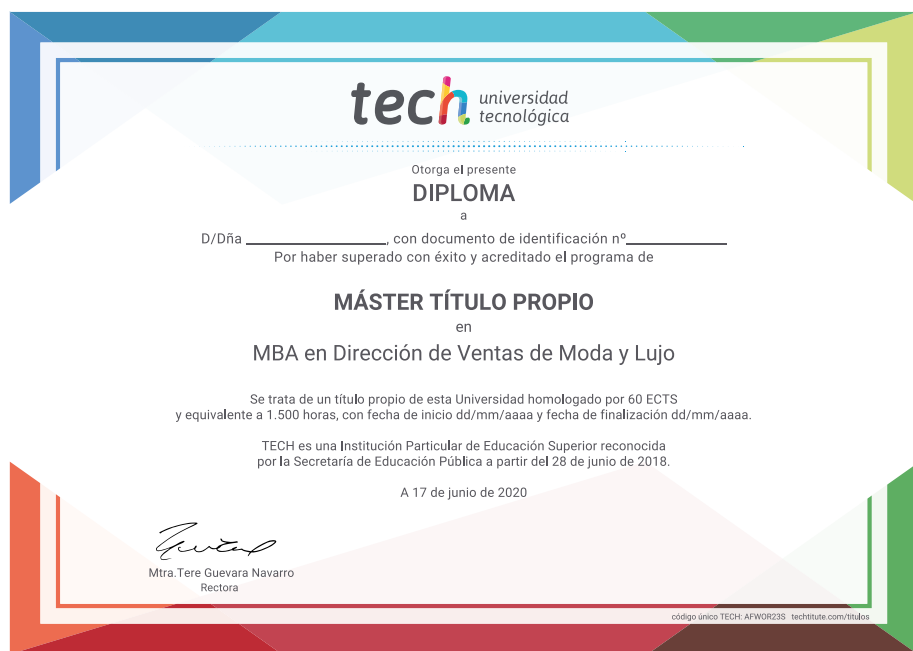 tech universidad
tecnológica
Otorga el presente
DIPLOMA
a
D/Dña ____________________, con documento de identificación nº______________
Por haber superado con éxito y acreditado el programa de
MÁSTER TÍTULO PROPIO
en
MBA en Dirección de Ventas de Moda y Lujo
Se trata de un título propio de esta Universidad homologado por 60 ECTS
y equivalente a 1.500 horas, con fecha de inicio dd/mm/aaaa y fecha de finalización dd/mm/aaaa.
TECH es una Institución Particular de Educación Superior reconocida
por la Secretaría de Educación Pública a partir del 28 de junio de 2018.
A 17 de junio de 2020
Mtra.Tere Guevara Navarro
Rectora
código único TECH: AFWOR23S techtitute.com/titulos